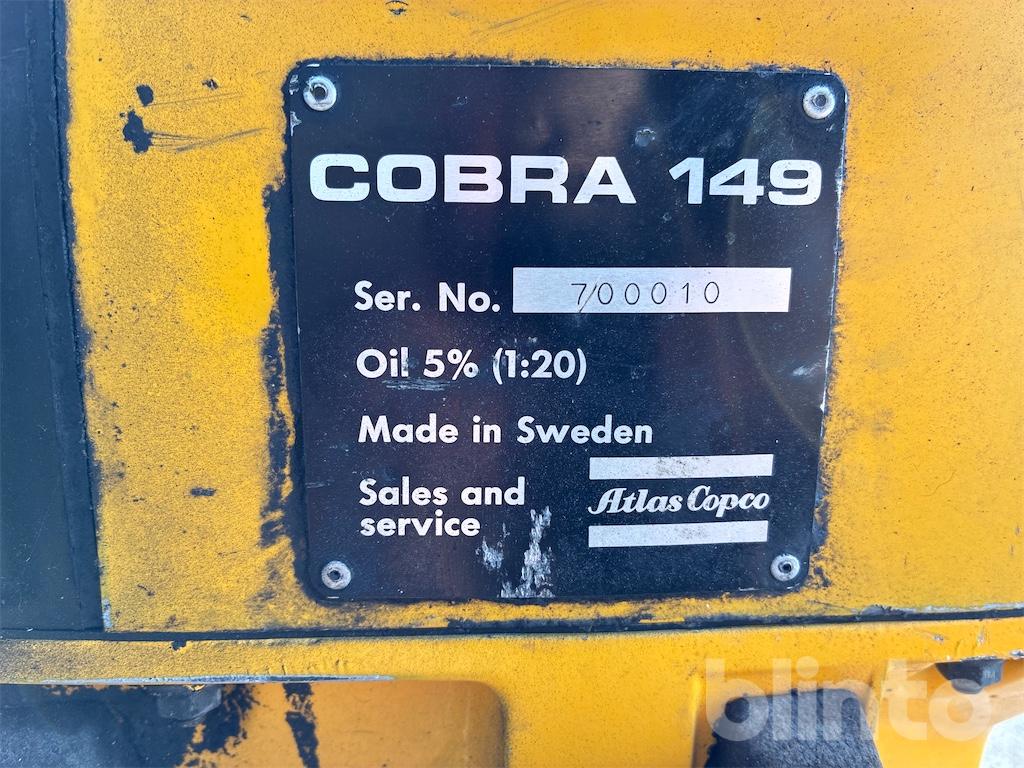 COBRA 149
Ser. No. 700010
Oil 5% (1:20)
Made in Sweden
Sales and
service
Atlas Copco
blinto